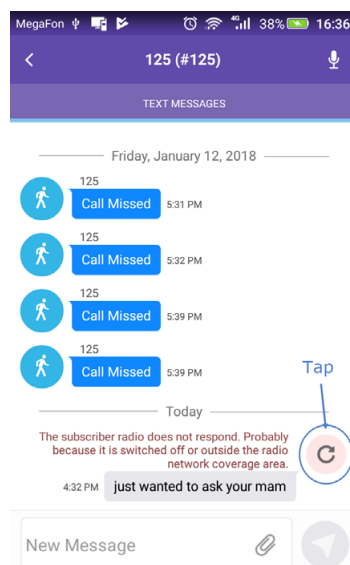 MegaFon 4G 38% 16:36
125 (#125)
TEXT MESSAGES
Friday, January 12, 2018
125
Call Missed 5:31 PM
125
Call Missed 5:32 PM
125
Call Missed 5:39 PM
125
Call Missed 5:39 PM
Tap
Today
The subscriber radio does not respond. Probably
because it is switched off or outside the radio
network coverage area.
4:32 PM just wanted to ask your mam
New Message